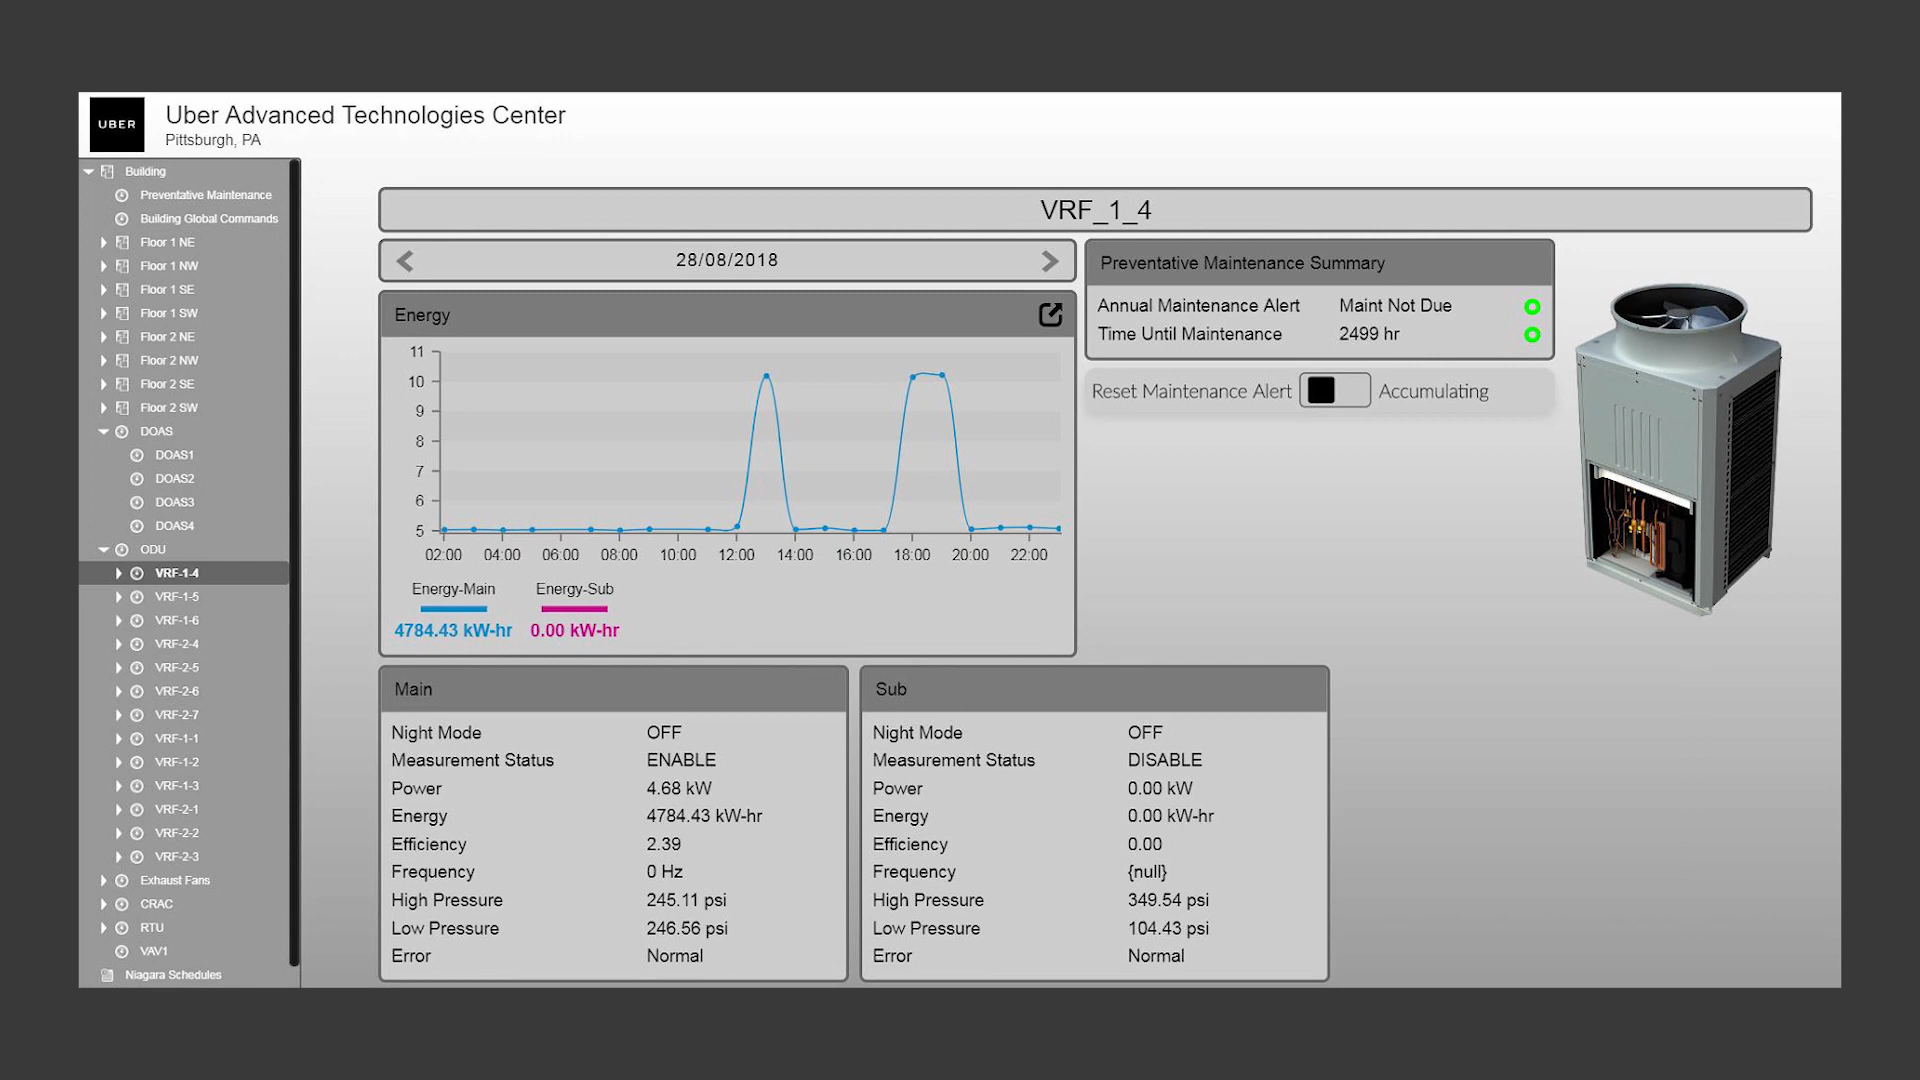 UBER
Uber Advanced Technologies Center
Pittsburgh, PA
Building
Preventative Maintenance
Building Global Commands
Floor 1 NE
Floor 1 NW
Floor 1 SE
Floor 1 SW
Floor 2 NE
Floor 2 NW
Floor 2 SE
Floor 2 SW
DOAS
DOAS1
DOAS2
DOAS3
DOAS4
ODU
VRF-1-4
VRF-1-5
VRF-1-6
VRF-2-4
VRF-2-5
VRF-2-6
VRF-2-7
VRF-1-1
VRF-1-2
VRF-1-3
VRF-2-1
VRF-2-2
VRF-2-3
Exhaust Fans
CRAC
RTU
VAV1
Niagara Schedules
VRF_1_4
28/08/2018
Energy
11
10
9
8
7
6
5
02:00 04:00 06:00 08:00 10:00 12:00 14:00 16:00 18:00 20:00 22:00
Energy-Main Energy-Sub
4784.43 kW-hr 0.00 kW-hr
Preventative Maintenance Summary
Annual Maintenance Alert Maint Not Due
Time Until Maintenance 2499 hr
Reset Maintenance Alert Accumulating
Main
Night Mode OFF
Measurement Status ENABLE
Power 4.68 kW
Energy 4784.43 kW-hr
Efficiency 2.39
Frequency 0 Hz
High Pressure 245.11 psi
Low Pressure 246.56 psi
Error Normal
Sub
Night Mode OFF
Measurement Status DISABLE
Power 0.00 kW
Energy 0.00 kW-hr
Efficiency 0.00
Frequency {null}
High Pressure 349.54 psi
Low Pressure 104.43 psi
Error Normal